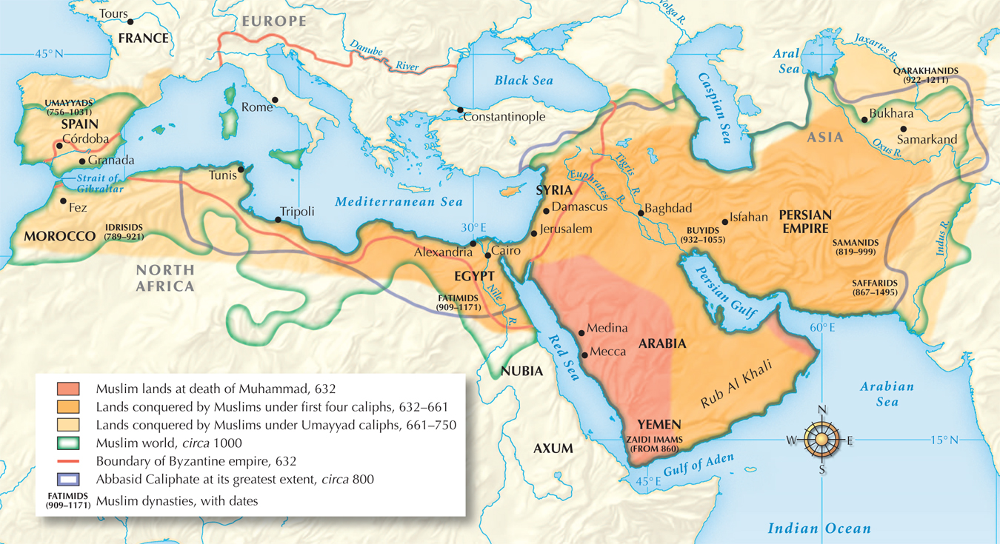 Tours
FRANCE
EUROPE
Volga R.
45°N
Danube
River
Black Sea
Caspian Sea
Aral
Sea
Jaxartes R.
QARAKHANIDS
(922–1211)
UMAYYADS
(756–1031)
SPAIN
Córdoba
Granada
Rome
Constantinople
ASIA
Bukhara
Samarkand
Oxus R.
Strait of
Gibraltar
Tunis
Fez
Mediterranean Sea
SYRIA
Euphrates R.
Tigris R.
Damascus
Baghdad
Isfahan
PERSIAN
EMPIRE
MOROCCO
IDRISIDS
(789–921)
Tripoli
30°E
Jerusalem
BUYIDS
(932–1055)
SAMANIDS
(819–999)
Indus R.
Alexandria
Cairo
NORTH
AFRICA
EGYPT
Nile R.
FATIMIDS
(909–1171)
SAFFARIDS
(867–1495)
Persian Gulf
60°E
Medina
Mecca
ARABIA
Red Sea
NUBIA
Rub Al Khali
Arabian
Sea
YEMEN
ZAIDI IMAMS
(FROM 860)
AXUM
Gulf of Aden
45°E
N
W
E
S
15°N
Indian Ocean
Muslim lands at death of Muhammad, 632
Lands conquered by Muslims under first four caliphs, 632–661
Lands conquered by Muslims under Umayyad caliphs, 661–750
Muslim world, circa 1000
Boundary of Byzantine empire, 632
Abbasid Caliphate at its greatest extent, circa 800
FATIMIDS
(909–1171)
Muslim dynasties, with dates